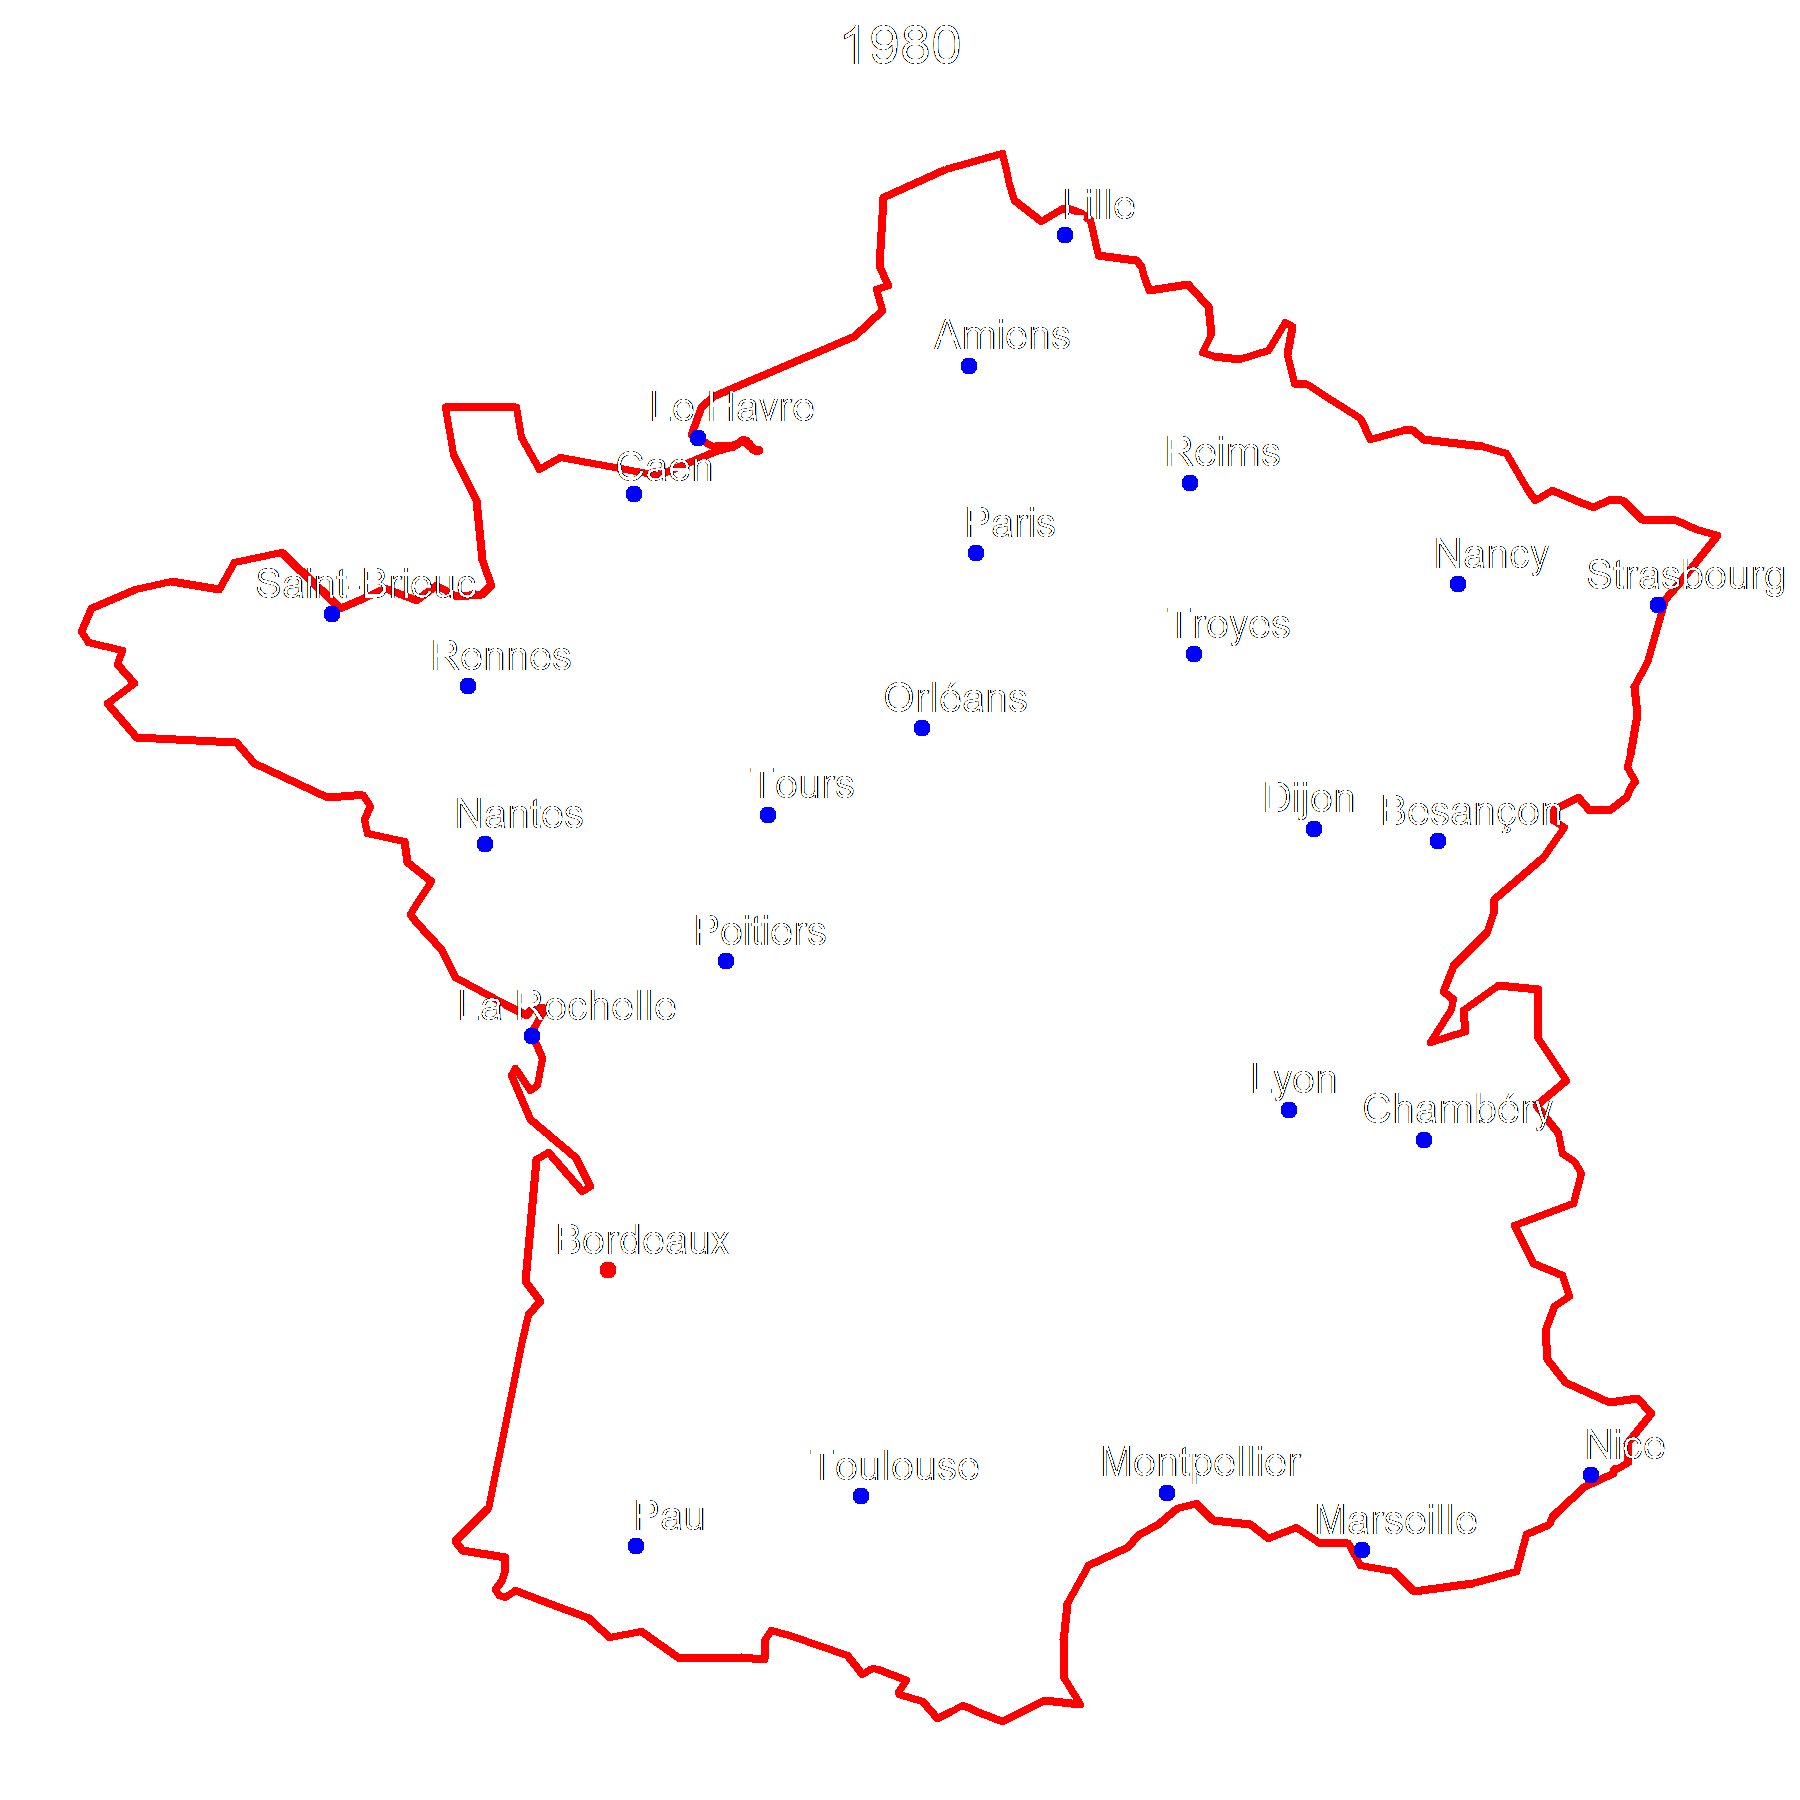 1980
Lille
Amiens
Le Havre
Reims
Caen
Paris
Nancy
Strasbourg
Saint-Brieuc
Troyes
Rennes
Orléans
Tours
Dijon
Besançon
Nantes
Poitiers
La Rochelle
Lyon
Chambéry
Bordeaux
Nice
Montpellier
Toulouse
Pau
Marseille